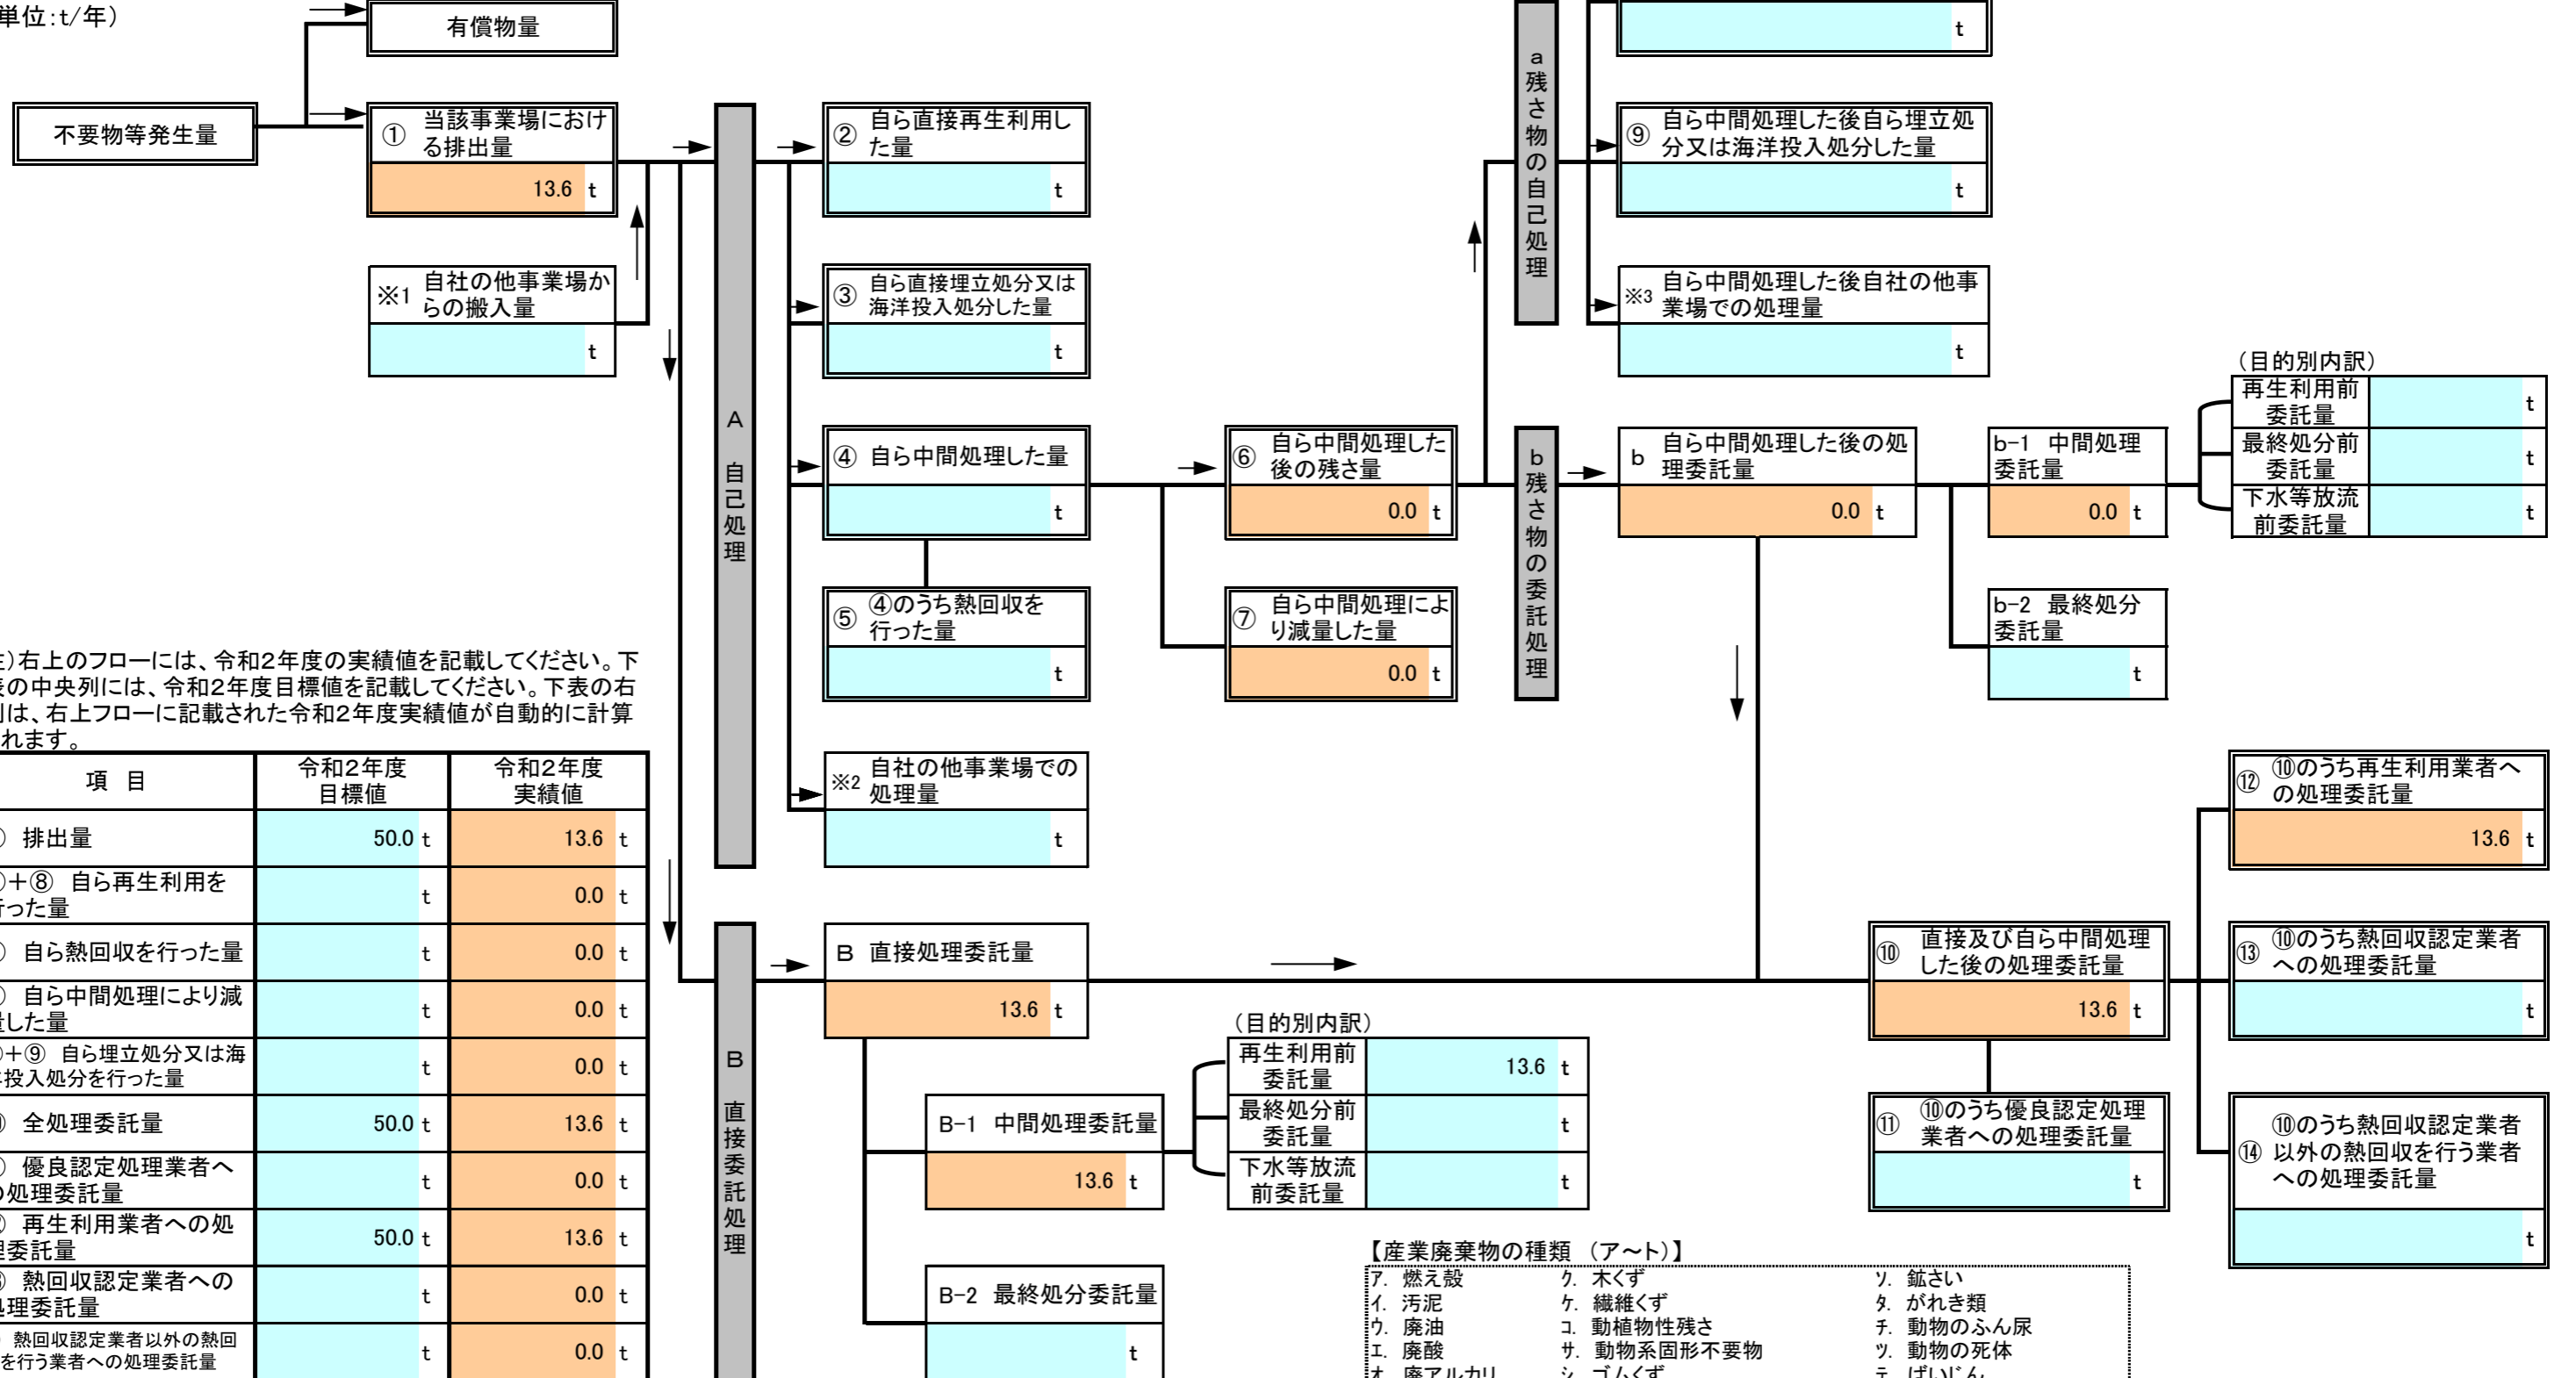 単位:t/年）
有償物量
不要物等発生量
① 当該事業場におけ
る排出量
13.6 t
※1 自社の他事業場か
らの搬入量
t
A 自己処理
② 自ら直接再生利用し
た量
t
③ 自ら直接埋立処分又は
海洋投入処分した量
t
④ 自ら中間処理した量
t
⑤ ④のうち熱回収を
行った量
t
※2 自社の他事業場での
処理量
t
⑥ 自ら中間処理した
後の残さ量
0.0 t
⑦ 自ら中間処理によ
り減量した量
0.0 t
a 残さ物の自己処理
t
⑨ 自ら中間処理した後自ら埋立処
分又は海洋投入処分した量
t
※3 自ら中間処理した後自社の他事
業場での処理量
t
b 残さ物の委託処理
b 自ら中間処理した後の処
理委託量
0.0 t
b-1 中間処理
委託量
0.0 t
b-2 最終処分
委託量
t
（目的別内訳）
再生利用前
委託量
t
最終処分前
委託量
t
下水等放流
前委託量
t
）右上のフローには、令和２年度の実績値を記載してください。下
の中央列には、令和２年度目標値を記載してください。下表の右
は、右上フローに記載された令和２年度実績値が自動的に計算
れます。
項 目
令和2年度
目標値
令和2年度
実績値
排出量 50.0 t 13.6 t
＋⑧ 自ら再生利用を
った量
t 0.0 t
自ら熱回収を行った量 t 0.0 t
自ら中間処理により減
した量
t 0.0 t
＋⑨ 自ら埋立処分又は海
投入処分を行った量
t 0.0 t
全処理委託量 50.0 t 13.6 t
優良認定処理業者へ
処理委託量
t 0.0 t
再生利用業者への処
委託量
50.0 t 13.6 t
熱回収認定業者への
理委託量
t 0.0 t
熱回収認定業者以外の熱回
を行う業者への処理委託量
t 0.0 t
B 直接委託処理
B 直接処理委託量
13.6 t
B-1 中間処理委託量
13.6 t
B-2 最終処分委託量
t
（目的別内訳）
再生利用前
委託量
13.6 t
最終処分前
委託量
t
下水等放流
前委託量
t
⑩ 直接及び自ら中間処理
した後の処理委託量
13.6 t
⑪ ⑩のうち優良認定処理
業者への処理委託量
t
⑫ ⑩のうち再生利用業者へ
の処理委託量
13.6 t
⑬ ⑩のうち熱回収認定業者
への処理委託量
t
⑭ ⑩のうち熱回収認定業者
以外の熱回収を行う業者
への処理委託量
t
【産業廃棄物の種類 （ア～ト）】
ｱ. 燃え殻 ｸ. 木くず ｿ. 鉱さい
ｲ. 汚泥 ｹ. 繊維くず ﾀ. がれき類
ｳ. 廃油 ｺ. 動植物性残さ ﾁ. 動物のふん尿
ｴ. 廃酸 ｻ. 動物系固形不要物 ﾂ. 動物の死体
ｵ. 廃アルカリ ｼ. ゴムくず ﾃ. ばいじん